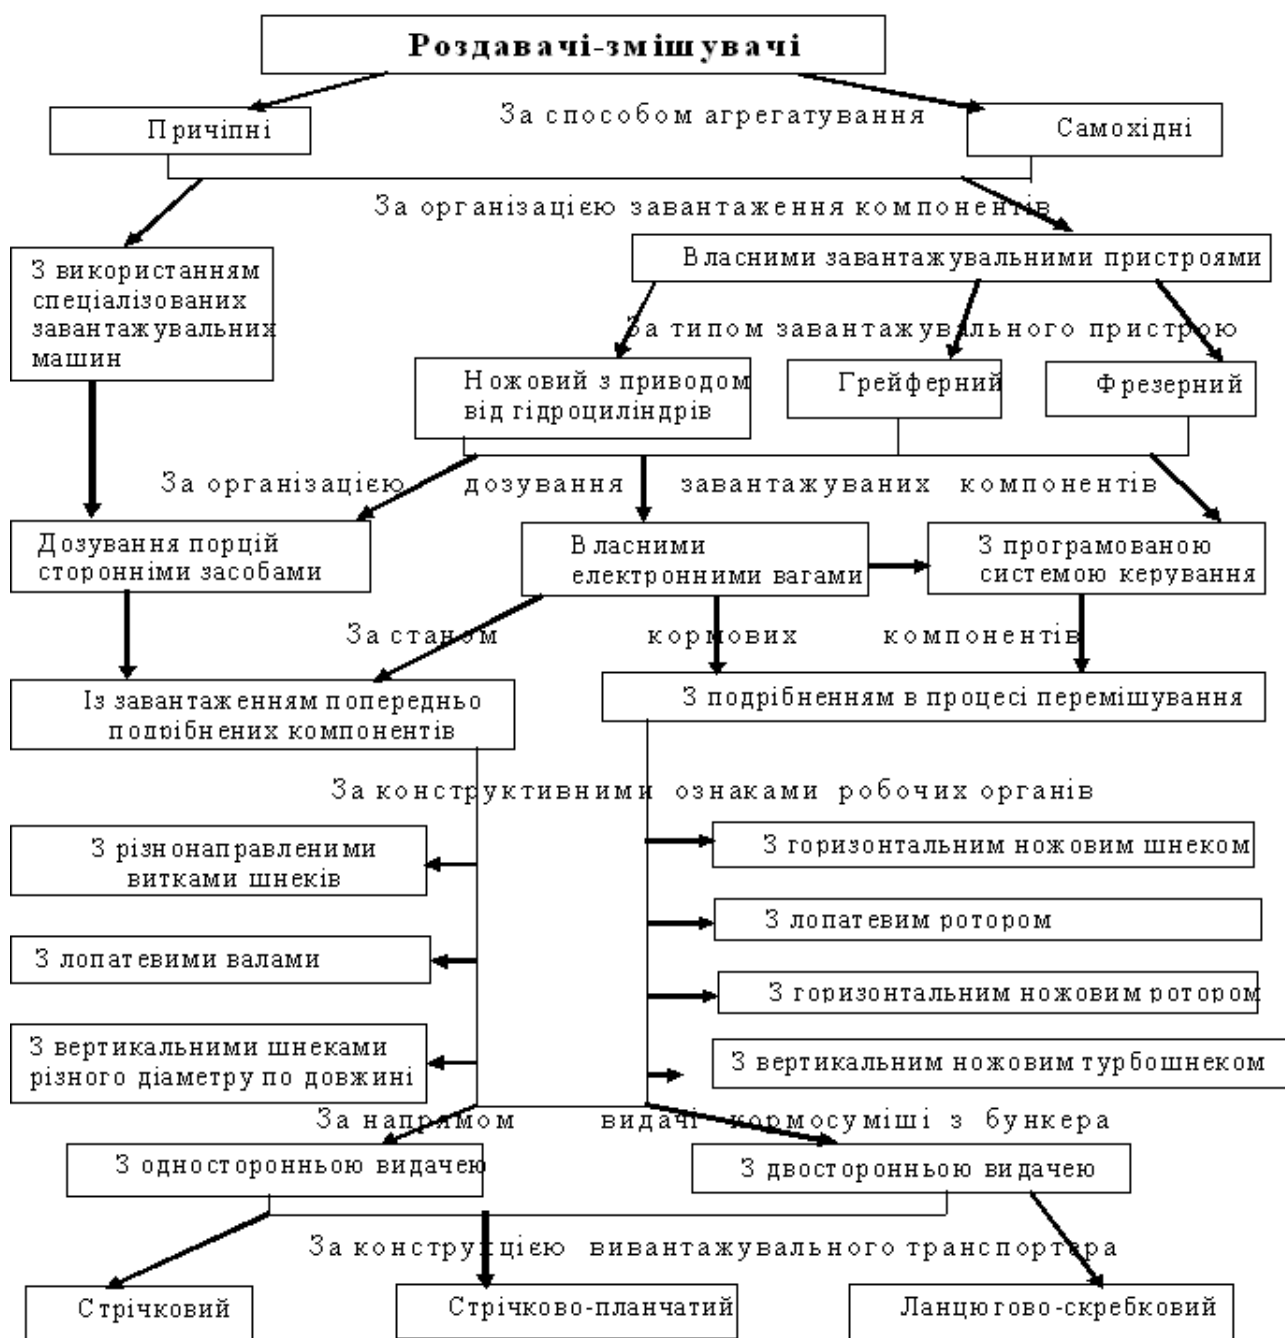 Роздавачі-змішувачі
За способом агрегатування
Причіпні
Самохідні
За організацією завантаження компонентів
З використанням
спеціалізованих
завантажувальних
машин
Власними завантажувальними пристроями
За типом завантажувального пристрою
Ножовий з приводом
від гідроциліндрів
Грейферний
Фрезерний
За організацією дозування завантажуваних компонентів
Дозування порцій
сторонніми засобами
Власними
електронними вагами
З програмованою
системою керування
За станом кормових компонентів
Із завантаженням попередньо
подрібнених компонентів
З подрібненням в процесі перемішування
За конструктивними ознаками робочих органів
З різнонаправленими
витками шнеків
З горизонтальним ножовим шнеком
З лопатевим ротором
З лопатевими валами
З горизонтальним ножовим ротором
З вертикальними шнеками
різного діаметру по довжині
З вертикальним ножовим турбошнеком
За напрямом видачі кормосуміші з бункера
З односторонньою видачею
З двосторонньою видачею
За конструкцією вивантажувального транспортера
Стрічковий
Стрічково-планчатий
Ланцюгово-скребковий